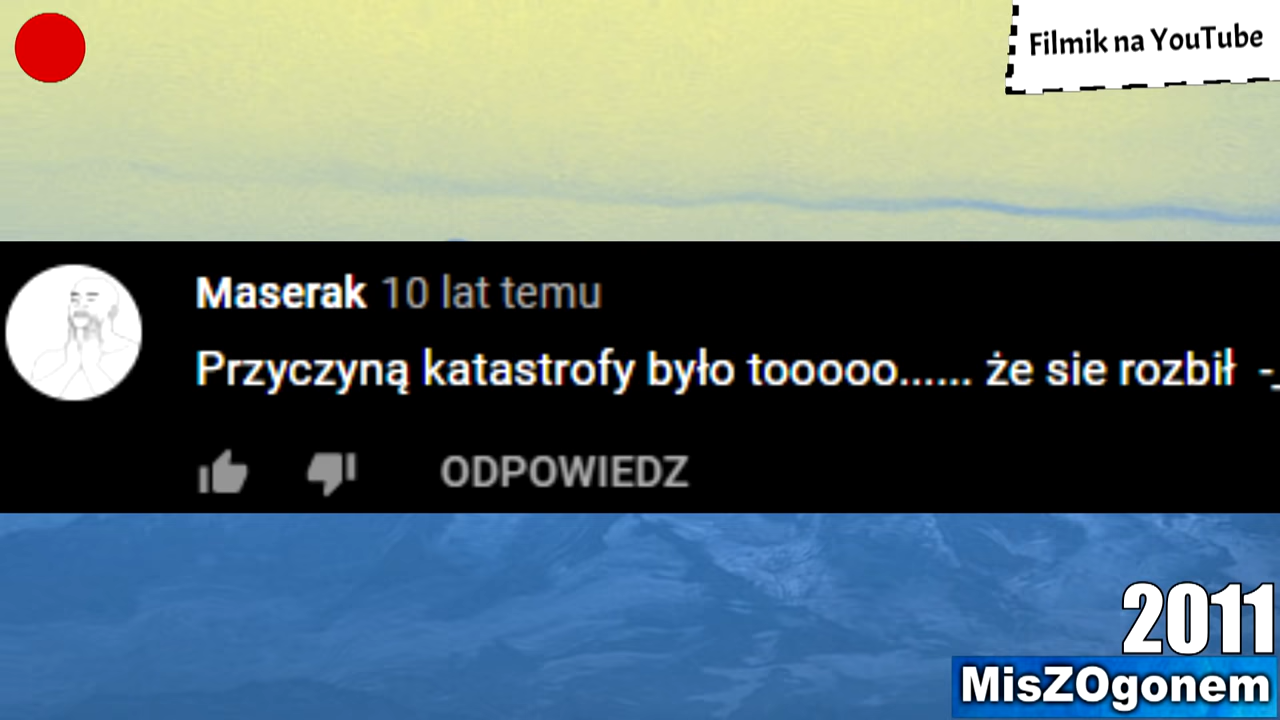 Filmik na YouTube
Maserak 10 lat temu
Przyczyną katastrofy było tooooo...... że sie rozbił -_
ODPOWIEDZ
2011
MisZOgonem